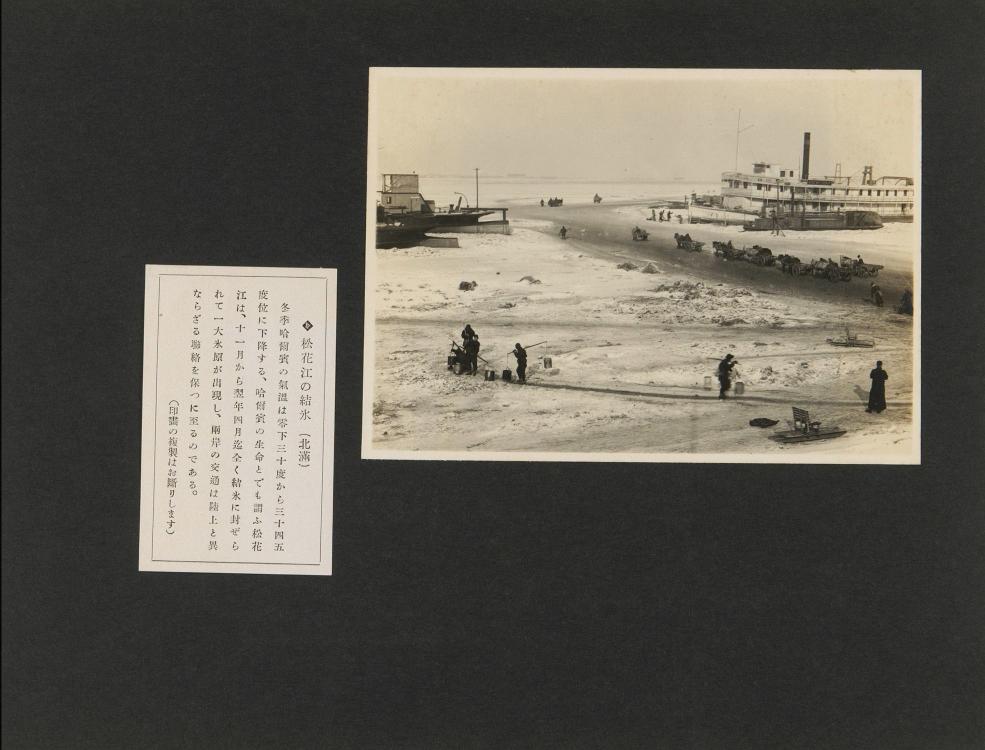 ◈松花江の結氷（北滿）
冬季哈爾賓の氣溫は零下三十度から三十四五
度位に下降する、哈爾賓の生命とでも謂ふ松花
江は、十一月から翌年四月迄全く結氷に封ぜら
れて一大氷原が出現し、兩岸の交通は陸上と異
ならざる聯絡を保つに至るのである。
（印畫の複製はお斷りします）